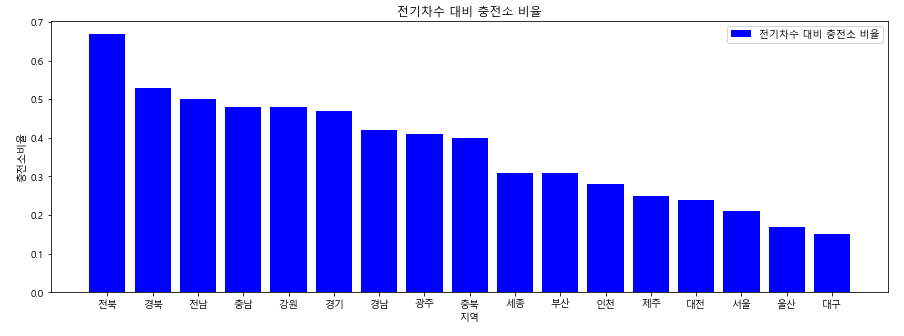 전기차수 대비 충전소 비율
전기차수 대비 충전소 비율
충전소비율
0.7
0.6
0.5
0.4
0.3
0.2
0.1
0.0
전북 경북 전남 충남 강원 경기 경남 광주 충북 세종 부산 인천 제주 대전 서울 울산 대구
지역